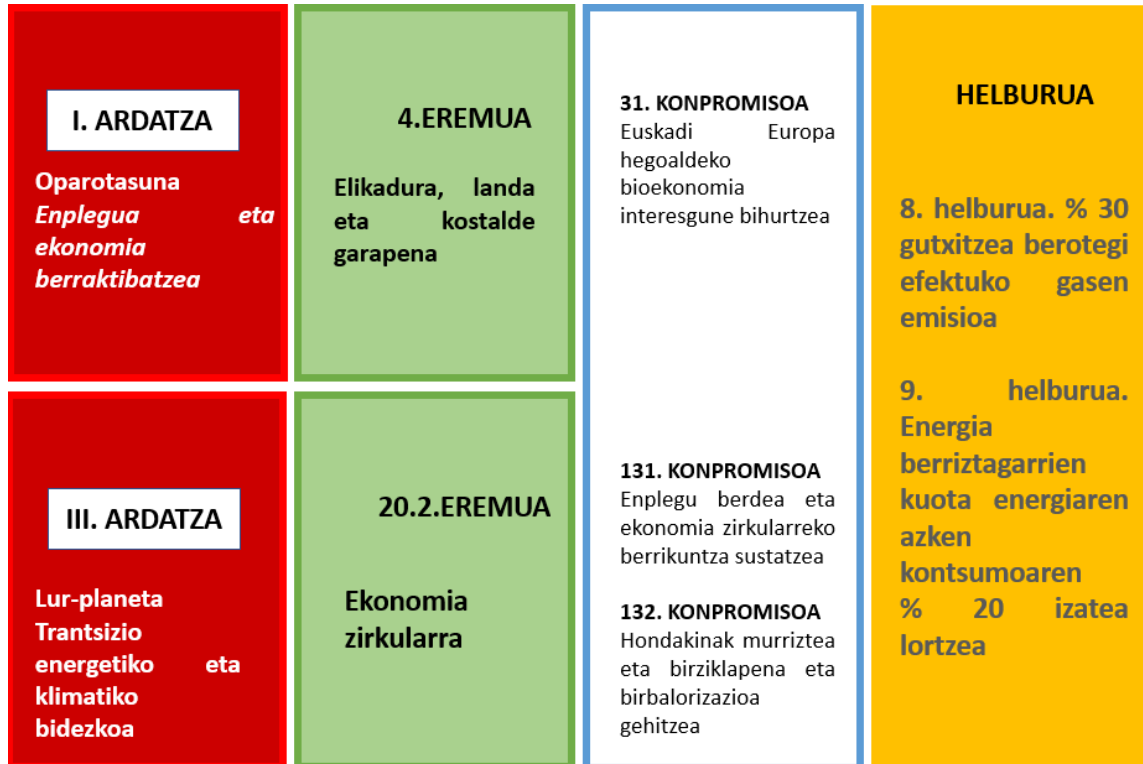 I. ARDATZA
Oparotasuna
Enplegua eta
ekonomia
berraktibatzea
4.EREMUA
Elikadura, landa
eta kostalde
garapena
31. KONPROMISOA
Euskadi Europa
hegoaldeko
bioekonomia
interesgune bihurtzea
HELBURUA
8. helburua. % 30
gutxitzea berotegi
efektuko gasen
emisioa
9. helburua.
Energia
berriztagarrien
kuota energiaren
azken
kontsumoaren
% 20 izatea
lortzea
III. ARDATZA
Lur-planeta
Trantsizio
energetiko eta
klimatiko
bidezkoa
20.2.EREMUA
Ekonomia
zirkularra
131. KONPROMISOA
Enplegu berdea eta
ekonomia zirkularreko
berrikuntza sustatzea
132. KONPROMISOA
Hondakinak murriztea
eta birziklapena eta
birbalorizazioa
gehitzea